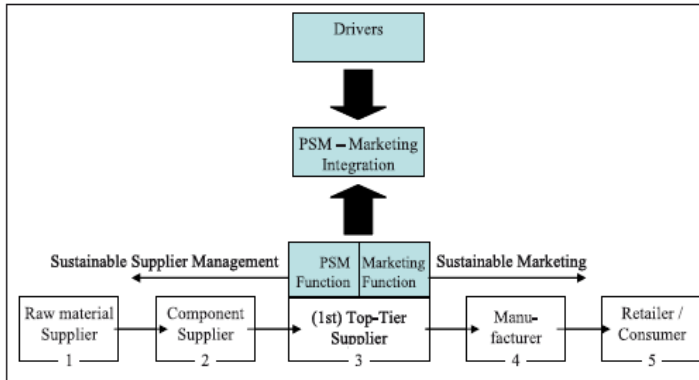 Drivers
PSM – Marketing
Integration
Sustainable Supplier Management
PSM
Function
Marketing
Function
Sustainable Marketing
Raw material
Supplier
1
Component
Supplier
2
(1st) Top-Tier
Supplier
3
Manu-
facturer
4
Retailer /
Consumer
5